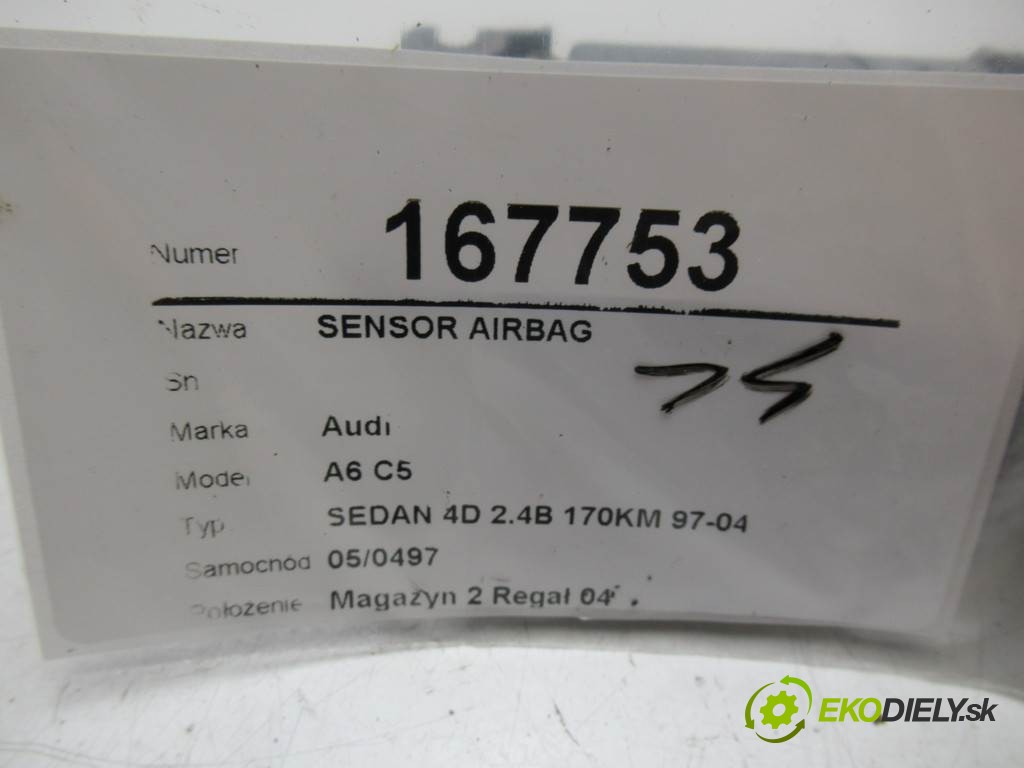 Numer 167753
Nazwa SENSOR AIRBAG
Sn
Marka Audi
Model A6 C5
Typ SEDAN 4D 2.4B 170KM 97-04
Samochód 05/0497
Położenie Magazyn 2 Regał 04
EKODIELY.sk